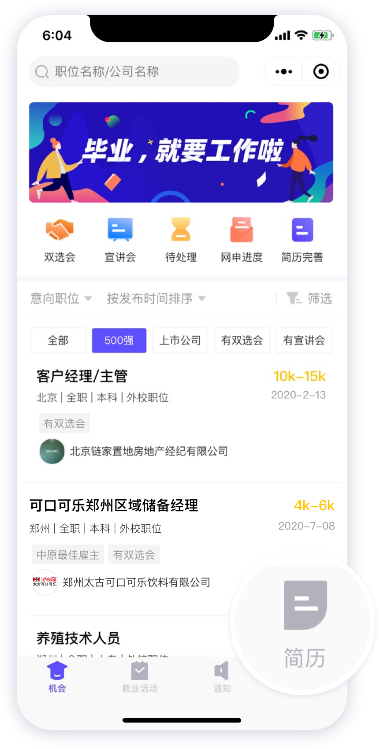 6:04
职位名称/公司名称
毕业，就要工作啦
双选会 宣讲会 待处理 网申进度 简历完善
意向职位 按发布时间排序 筛选
全部 500强 上市公司 有双选会 有宣讲会
客户经理/主管 10k-15k
北京 | 全职 | 本科 | 外校职位 2020-2-13
有双选会
北京链家置地房地产经纪有限公司
可口可乐郑州区域储备经理 4k-6k
郑州 | 全职 | 本科 | 外校职位 2020-7-08
中原最佳雇主 有双选会
郑州太古可口可乐饮料有限公司
养殖技术人员
简历
机会 就业活动 通知